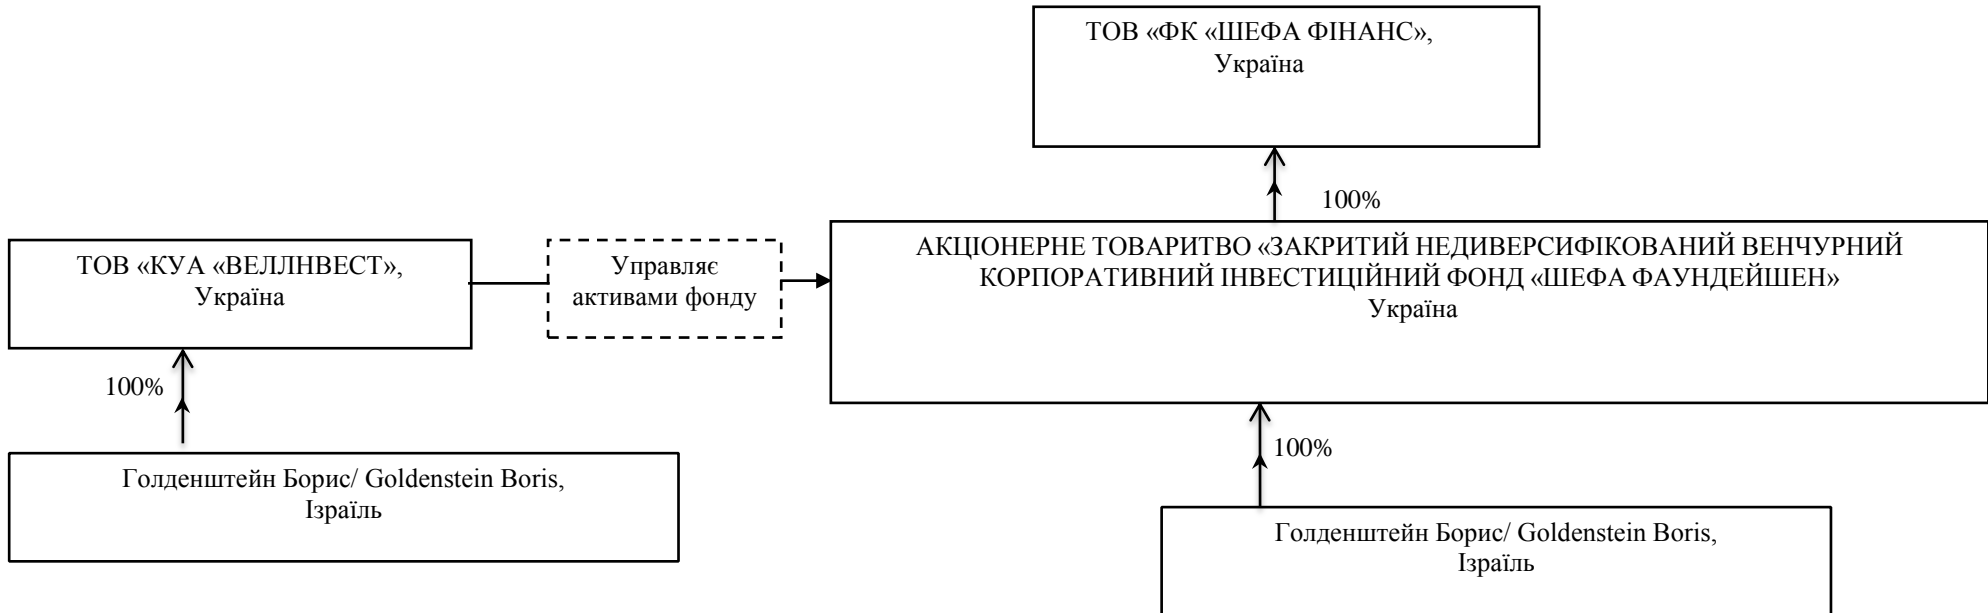 ТОВ «ФК «ШЕФА ФІНАНС»,
Україна
100%
ТОВ «КУА «ВЕЛЛНВЕСТ»,
Україна
Управляє
активами фонду
АКЦІОНЕРНЕ ТОВАРИТВО «ЗАКРИТИЙ НЕДИВЕРСИФІКОВАНИЙ ВЕНЧУРНИЙ
КОРПОРАТИВНИЙ ІНВЕСТИЦІЙНИЙ ФОНД «ШЕФА ФАУНДЕЙШЕН»
Україна
100%
Голденштейн Борис/ Goldenstein Boris,
Ізраїль
100%
Голденштейн Борис/ Goldenstein Boris,
Ізраїль